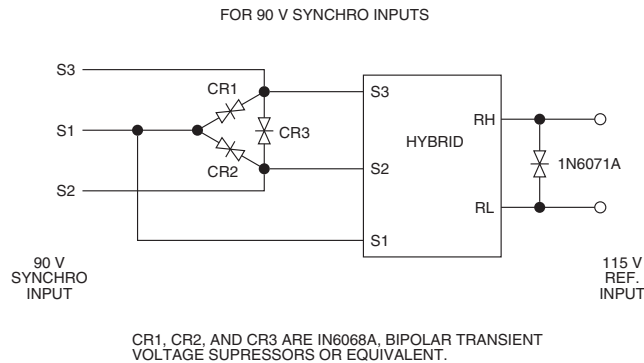 FOR 90 V SYNCHRO INPUTS
S3
CR1
S3
S1
CR3
HYBRID
RH
1N6071A
CR2
S2
S2
RL
S1
90 V
SYNCHRO
INPUT
115 V
REF.
INPUT
CR1, CR2, AND CR3 ARE IN6068A, BIPOLAR TRANSIENT
VOLTAGE SUPRESSORS OR EQUIVALENT.